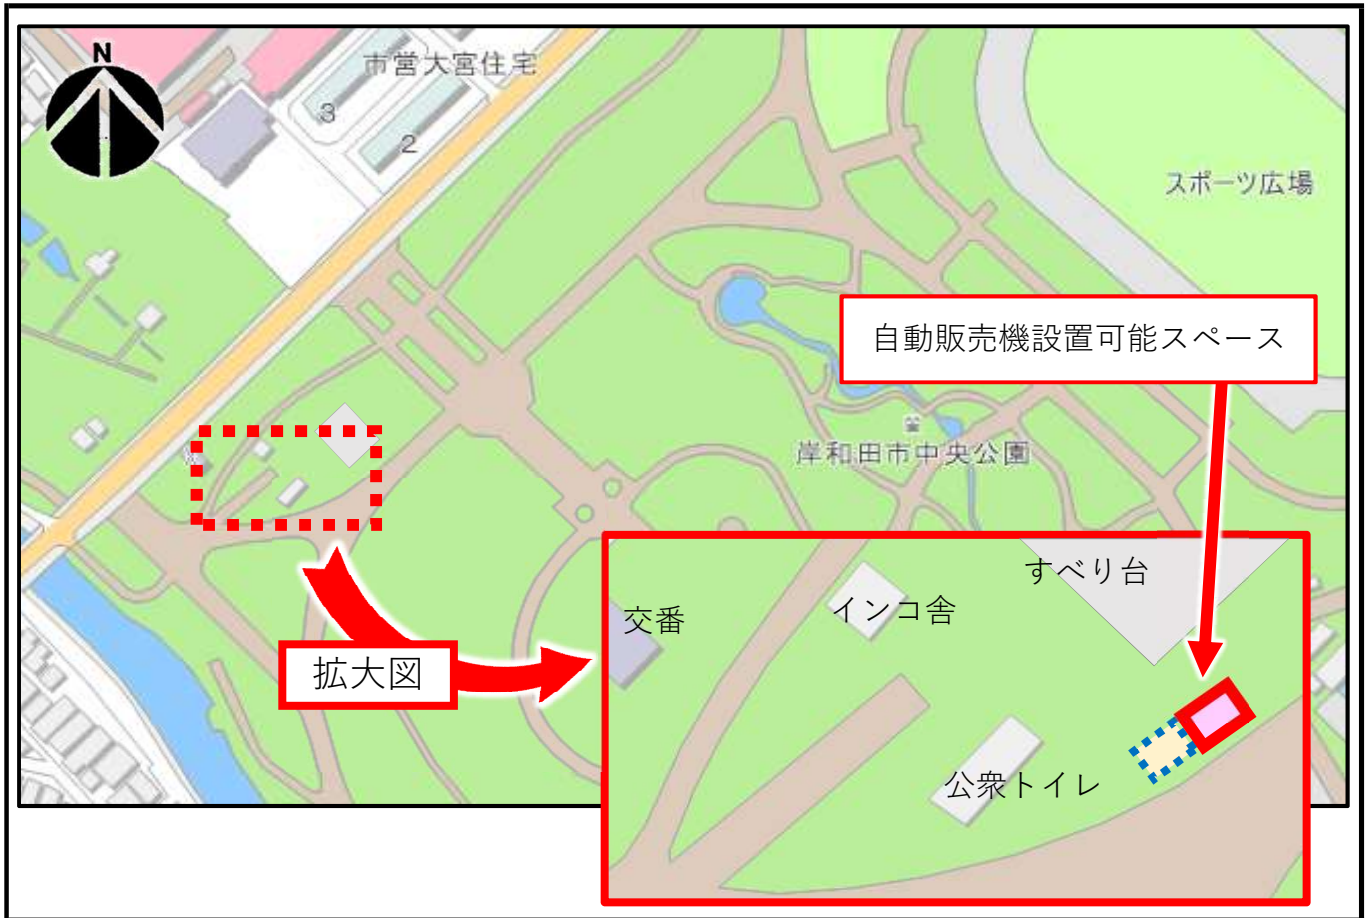 N
市営大宮住宅
3
2
スポーツ広場
自動販売機設置可能スペース
岸和田市中央公園
すべり台
インコ舎
交番
拡大図
公衆トイレ